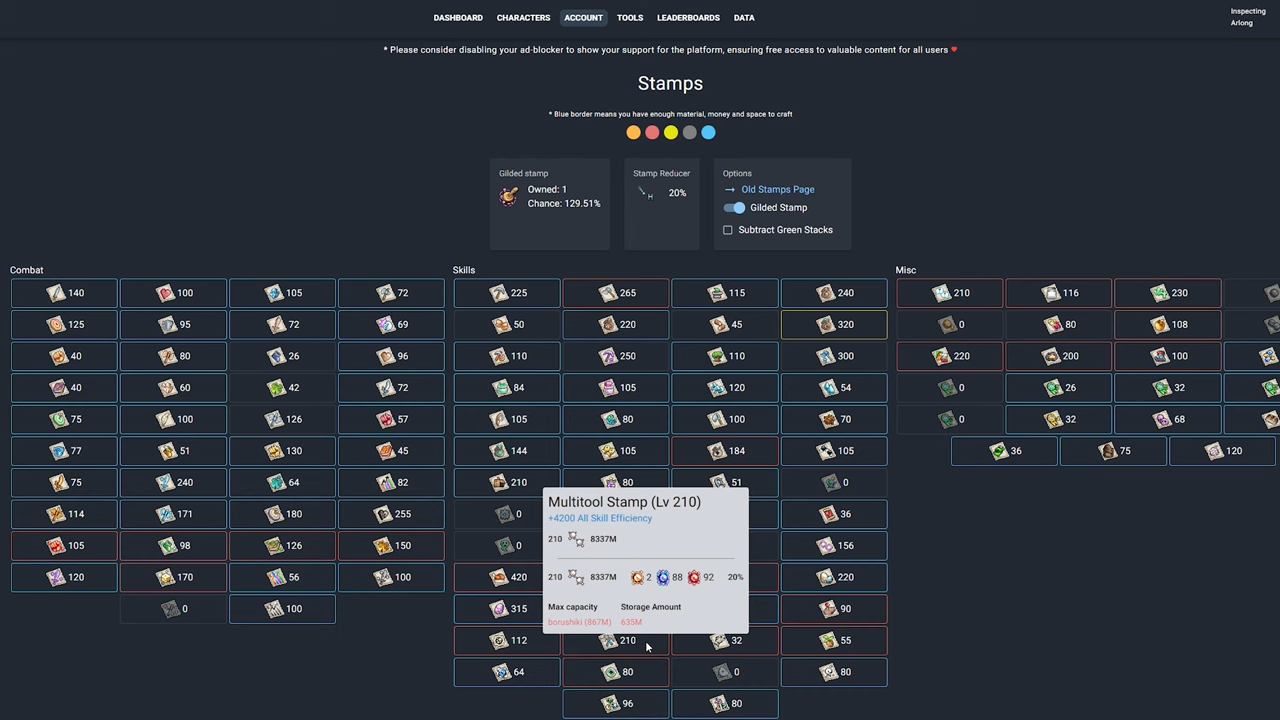 DASHBOARD CHARACTERS ACCOUNT TOOLS LEADERBOARDS DATA
Inspecting
Arlong
* Please consider disabling your ad-blocker to show your support for the platform, ensuring free access to valuable content for all users
Stamps
* Blue border means you have enough material, money and space to craft
Gilded stamp
Owned: 1
Chance: 129.51%
Stamp Reducer
20%
Options
Old Stamps Page
Gilded Stamp
Subtract Green Stacks
Combat
140 100 105 72
125 95 72 69
40 80 26 96
40 60 42 72
75 100 126 57
77 51 130 45
75 240 64 82
114 171 180 255
105 98 126 150
120 170 56 100
0 100
Skills
225 265 115 240
50 220 45 320
110 250 110 300
84 105 120 54
105 80 100 70
144 105 184 105
210 80 51 0
0 36
0 156
420 220
315 90
112 210 32 55
64 80 0 80
96 80
Multitool Stamp (Lv 210)
+4200 All Skill Efficiency
210 8337M
210 8337M 2 88 92 20%
Max capacity Storage Amount
borushiki (867M) 635M
Misc
210 116 230
0 80 108
220 200 100
0 26 32
0 32 68
36 75 120